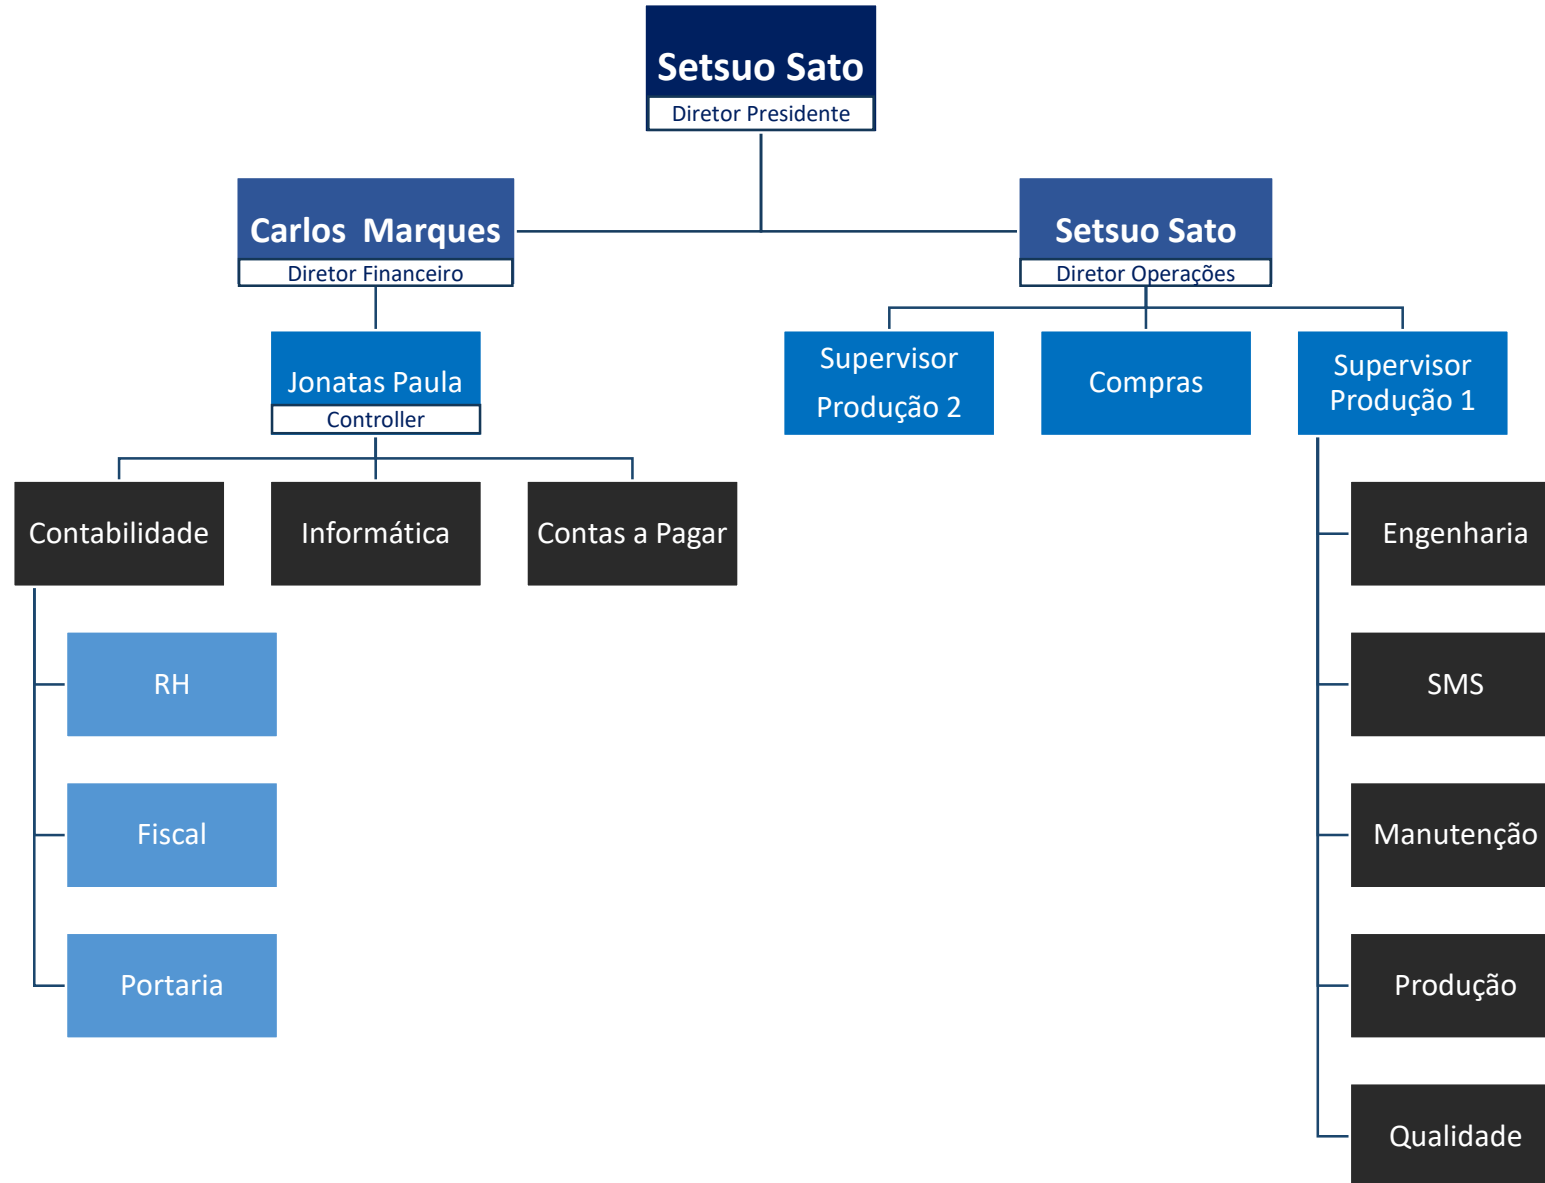 Setsuo Sato
Diretor Presidente
Carlos  Marques
Diretor Financeiro
Setsuo Sato
Diretor Operações
Jonatas Paula
Controller
Supervisor
Produção 2
Compras
Supervisor
Produção 1
Contabilidade
Informática
Contas a Pagar
Engenharia
RH
SMS
Fiscal
Manutenção
Portaria
Produção
Qualidade